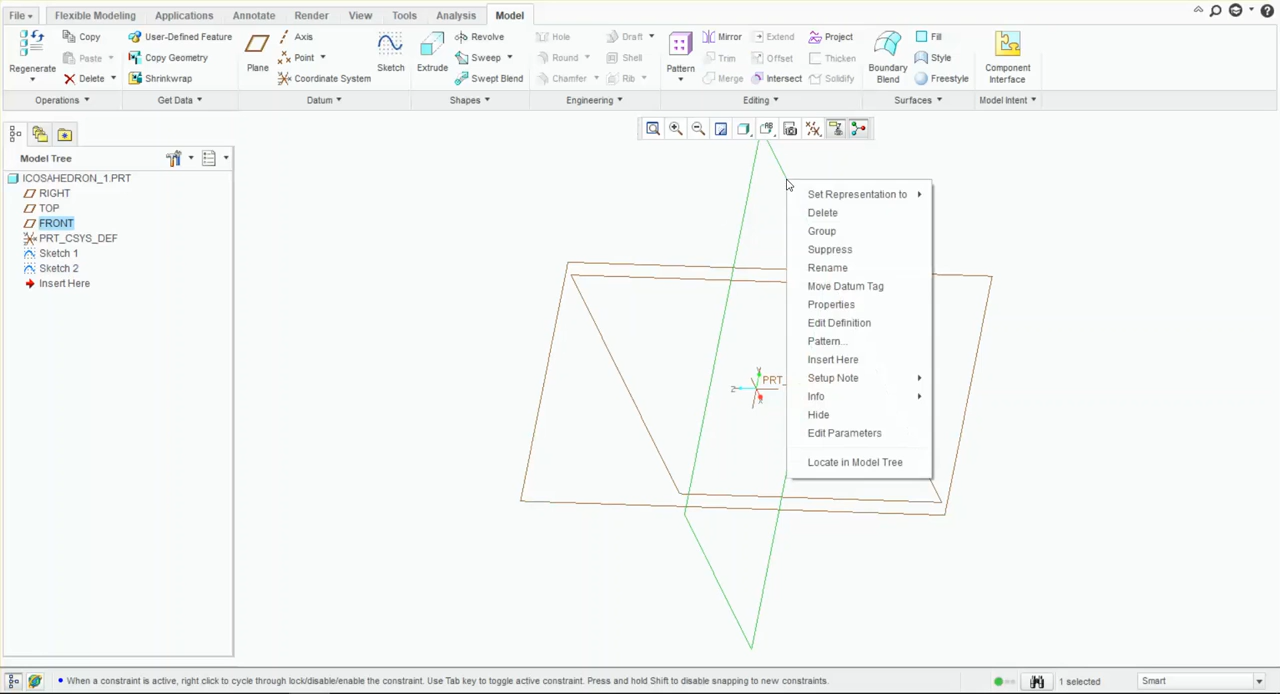 File
Flexible Modeling
Applications
Annotate
Render
View
Tools
Analysis
Model
Regenerate
Copy
Paste
Delete
User-Defined Feature
Copy Geometry
Shrinkwrap
Plane
Axis
Point
Coordinate System
Sketch
Extrude
Revolve
Sweep
Swept Blend
Hole
Round
Chamfer
Draft
Shell
Rib
Pattern
Mirror
Extend
Project
Trim
Offset
Thicken
Merge
Intersect
Solidify
Boundary
Blend
Fill
Style
Freestyle
Component
Interface
Operations
Get Data
Datum
Shapes
Engineering
Editing
Surfaces
Model Intent
Model Tree
ICOSAHEDRON_1.PRT
RIGHT
TOP
FRONT
PRT_CSYS_DEF
Sketch 1
Sketch 2
Insert Here
Y
Z
X
PRT_
Set Representation to
Delete
Group
Suppress
Rename
Move Datum Tag
Properties
Edit Definition
Pattern...
Insert Here
Setup Note
Info
Hide
Edit Parameters
Locate in Model Tree
When a constraint is active, right click to cycle through lock/disable/enable the constraint. Use Tab key to toggle active constraint. Press and hold Shift to disable snapping to new constraints.
1 selected
Smart